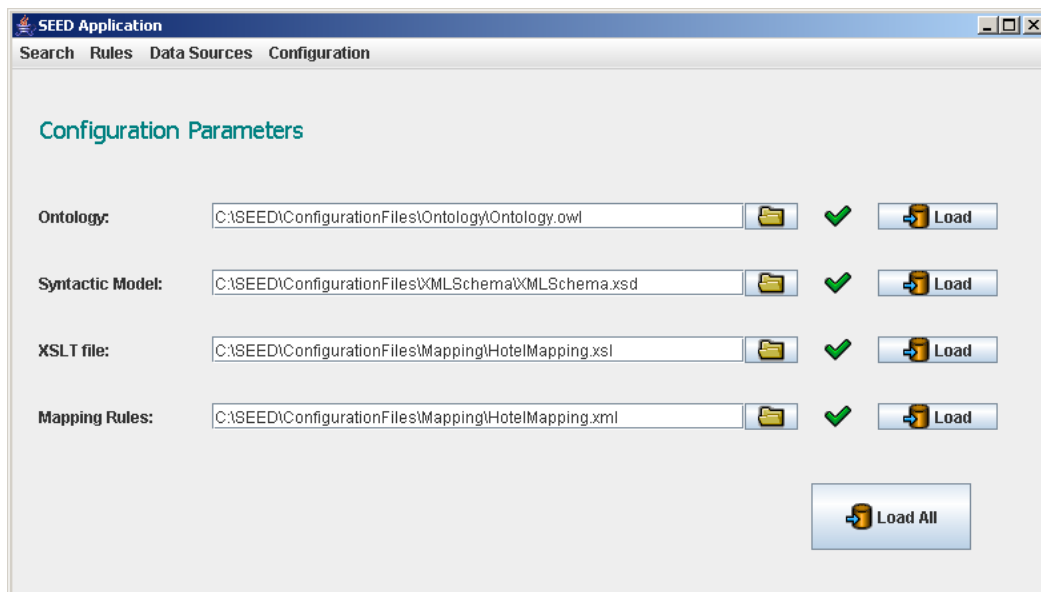 SEED Application
Search Rules Data Sources Configuration
Configuration Parameters
Ontology: C:\SEED\ConfigurationFiles\Ontology\Ontology.owl Load
Syntactic Model: C:\SEED\ConfigurationFiles\XMLSchema\XMLSchema.xsd Load
XSLT file: C:\SEED\ConfigurationFiles\Mapping\HotelMapping.xsl Load
Mapping Rules: C:\SEED\ConfigurationFiles\Mapping\HotelMapping.xml Load
Load All